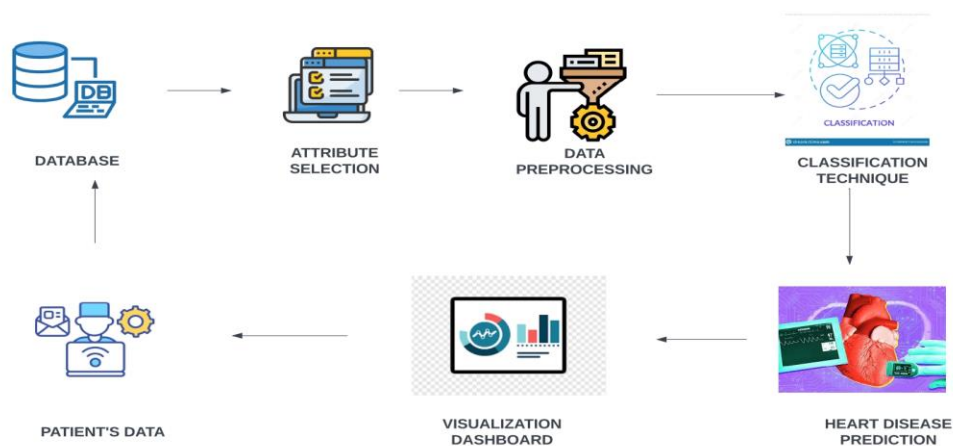 DB
DATABASE
ATTRIBUTE
SELECTION
DATA
PREPROCESSING
CLASSIFICATION
CLASSIFICATION
TECHNIQUE
PATIENT'S DATA
VISUALIZATION
DASHBOARD
HEART DISEASE
PREDICTION